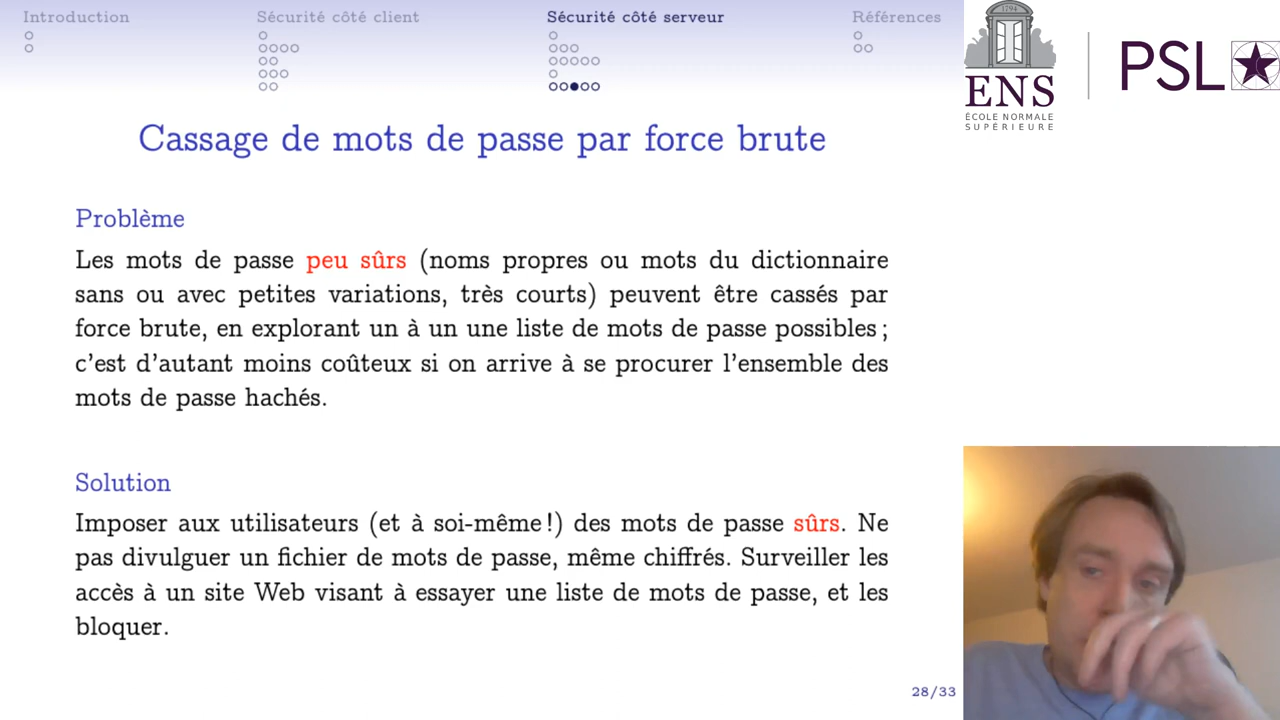 Introduction
Sécurité côté client
Sécurité côté serveur
Références
1794
ENS
ÉCOLE NORMALE
SUPÉRIEURE
PSL
Cassage de mots de passe par force brute
Problème
Les mots de passe peu sûrs (noms propres ou mots du dictionnaire
sans ou avec petites variations, très courts) peuvent être cassés par
force brute, en explorant un à un une liste de mots de passe possibles ;
c'est d'autant moins coûteux si on arrive à se procurer l'ensemble des
mots de passe hachés.
Solution
Imposer aux utilisateurs (et à soi-même !) des mots de passe sûrs. Ne
pas divulguer un fichier de mots de passe, même chiffrés. Surveiller les
accès à un site Web visant à essayer une liste de mots de passe, et les
bloquer.
28/33